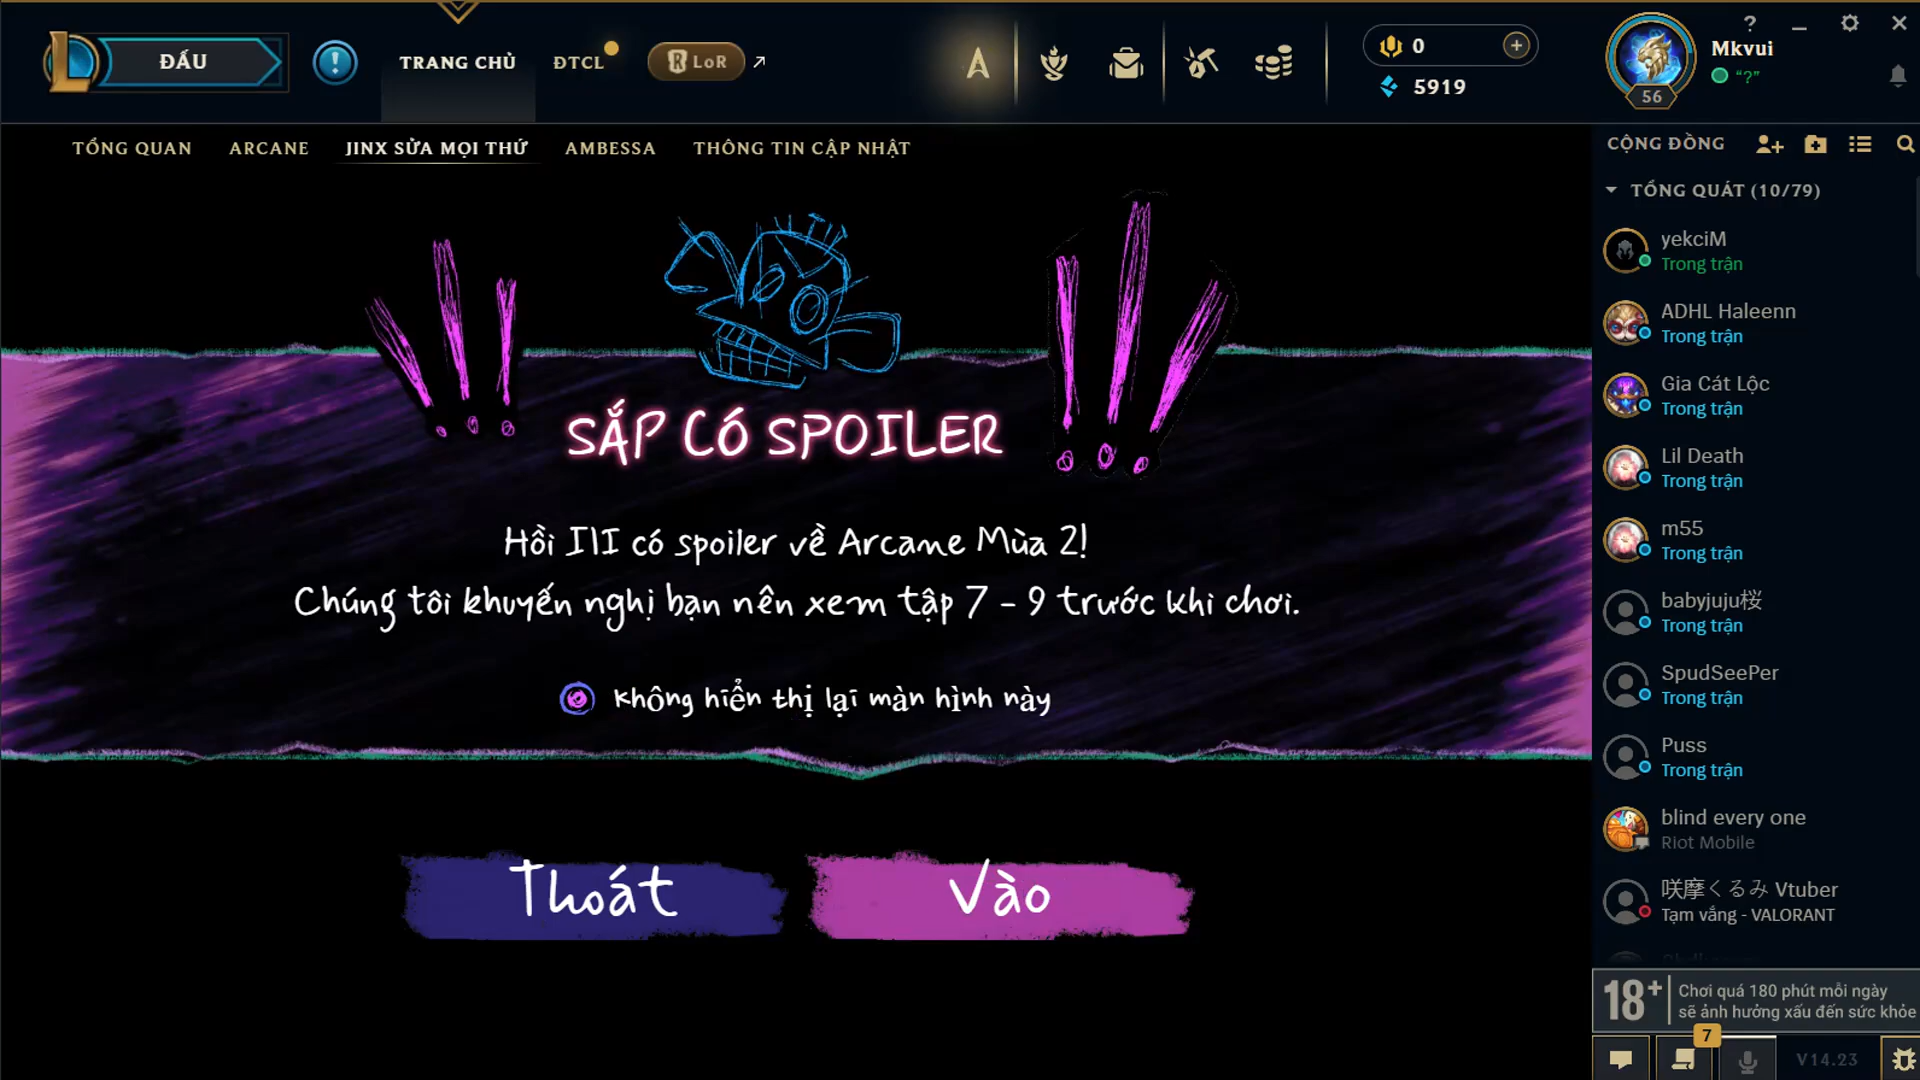 ĐẤU
TRANG CHỦ
ĐTCL
LoR
0
5919
56
?
Mkvui
“?”
TỔNG QUAN
ARCANE
JINX SỬA MỌI THỨ
AMBESSA
THÔNG TIN CẬP NHẬT
SẮP CÓ SPOILER
Hồi III có spoiler về Arcane Mùa 2!
Chúng tôi khuyến nghị bạn nên xem tập 7 - 9 trước khi chơi.
Không hiển thị lại màn hình này
Thoát
Vào
CỘNG ĐỒNG
TỔNG QUÁT (10/79)
yekciM
Trong trận
ADHL Haleenn
Trong trận
Gia Cát Lộc
Trong trận
Lil Death
Trong trận
m55
Trong trận
babyjuju桜
Trong trận
SpudSeePer
Trong trận
Puss
Trong trận
blind every one
Riot Mobile
咲摩くるみ Vtuber
Tạm vắng - VALORANT
18+
Chơi quá 180 phút mỗi ngày
sẽ ảnh hưởng xấu đến sức khỏe
7
V14.23